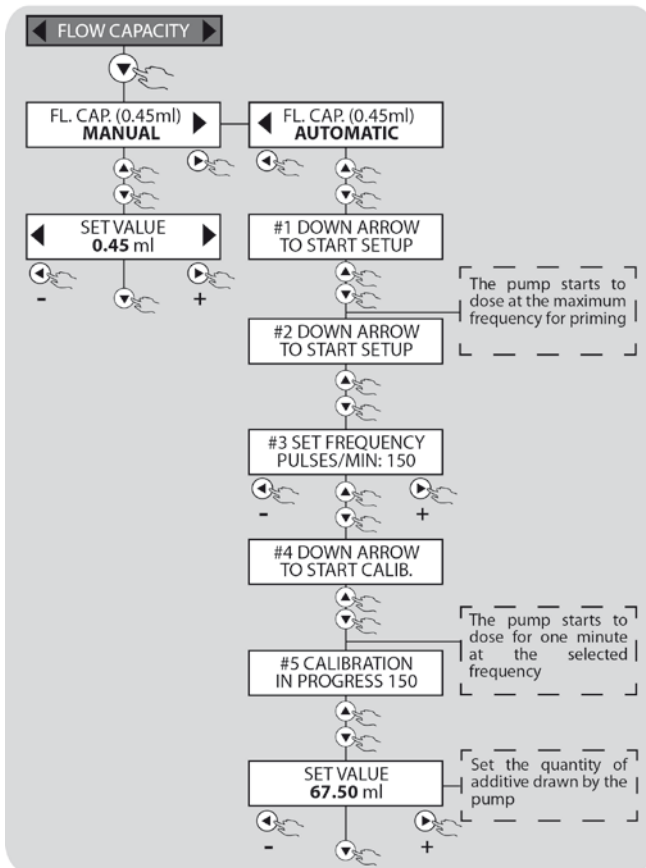 FLOW CAPACITY
FL. CAP. (0.45ml)
MANUAL
FL. CAP. (0.45ml)
AUTOMATIC
SET VALUE
0.45 ml
-
+
#1 DOWN ARROW
TO START SETUP
The pump starts to
dose at the maximum
frequency for priming
#2 DOWN ARROW
TO START SETUP
#3 SET FREQUENCY
PULSES/MIN: 150
-
+
#4 DOWN ARROW
TO START CALIB.
The pump starts to
dose for one minute
at the selected
frequency
#5 CALIBRATION
IN PROGRESS 150
SET VALUE
67.50 ml
Set the quantity of
additive drawn by the
pump
-
+